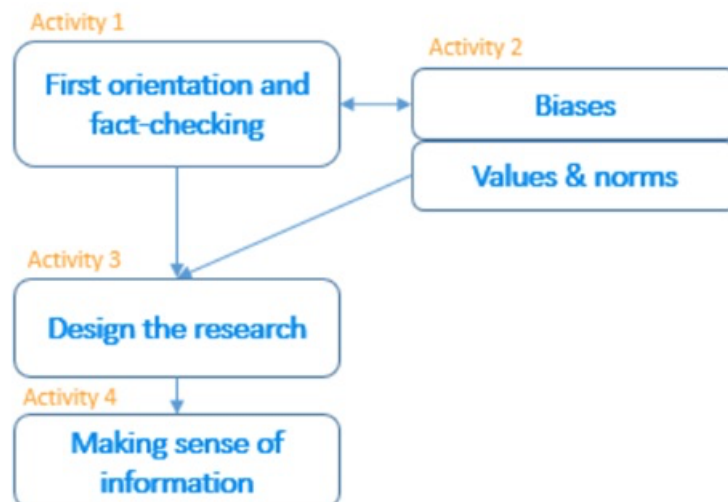 Activity 1
First orientation and
fact-checking
Activity 2
Biases
Values & norms
Activity 3
Design the research
Activity 4
Making sense of
information